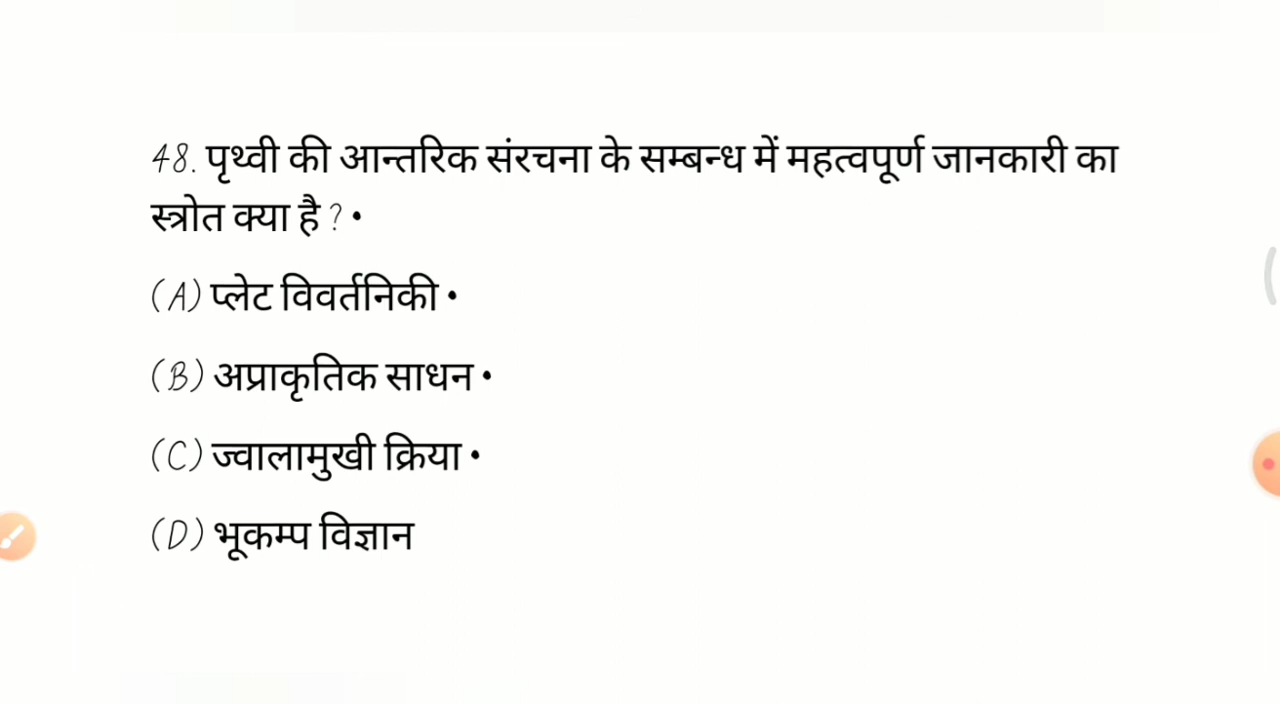 48. पृथ्वी की आन्तरिक संरचना के सम्बन्ध में महत्वपूर्ण जानकारी का
स्त्रोत क्या है ? •
(A) प्लेट विवर्तनिकी •
(B) अप्राकृतिक साधन •
(C) ज्वालामुखी क्रिया •
(D) भूकम्प विज्ञान